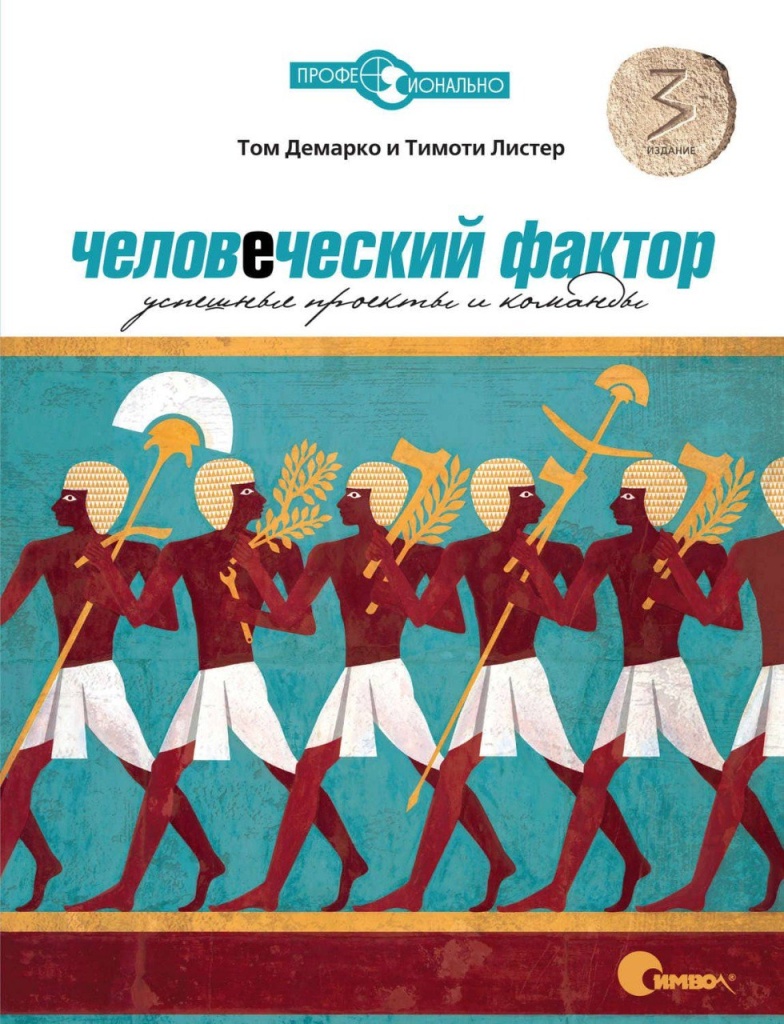 ПРОФЕССИОНАЛЬНО
3
ИЗДАНИЕ
Том Демарко и Тимоти Листер
человеческий фактор
успешные проекты и команды
Символ®